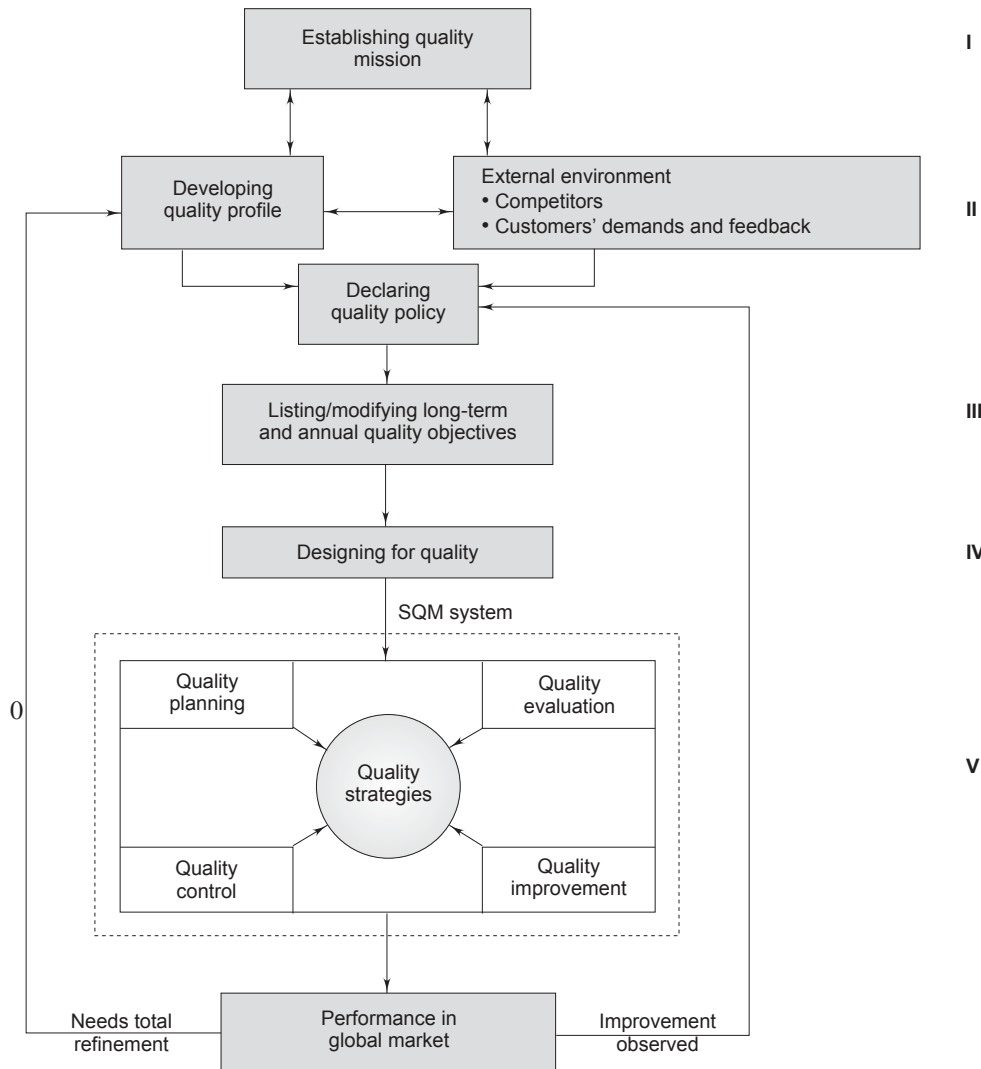 Establishing quality
mission
I
Developing
quality profile
External environment
• Competitors
• Customers' demands and feedback
II
Declaring
quality policy
Listing/modifying long-term
and annual quality objectives
III
Designing for quality
IV
SQM system
Quality
planning
Quality
evaluation
0
Quality
strategies
V
Quality
control
Quality
improvement
Needs total
refinement
Performance in
global market
Improvement
observed